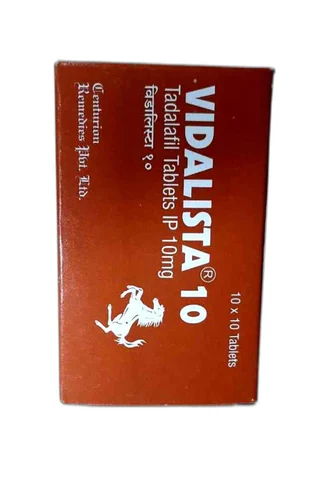 VIDALISTA® 10
Tadalafil Tablets IP 10mg
विडालिस्टा १०
10 x 10 Tablets
Centurion
Remedies Pvt. Ltd.